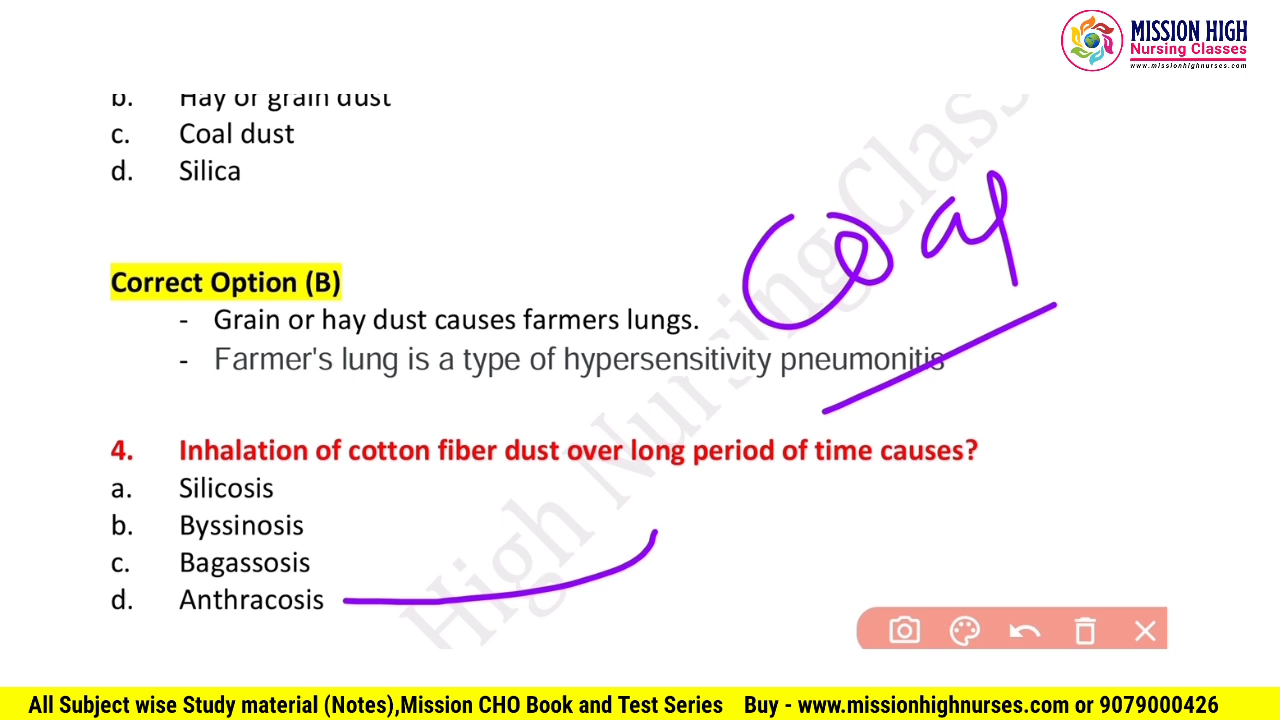 MISSION HIGH
Nursing Classes
www.missionhighnurses.com
b. Hay or grain dust
c. Coal dust
d. Silica
Coal
Correct Option (B)
- Grain or hay dust causes farmers lungs.
- Farmer's lung is a type of hypersensitivity pneumonitis
4. Inhalation of cotton fiber dust over long period of time causes?
a. Silicosis
b. Byssinosis
c. Bagassosis
d. Anthracosis
High Nursing Class
All Subject wise Study material (Notes),Mission CHO Book and Test Series Buy - www.missionhighnurses.com or 9079000426